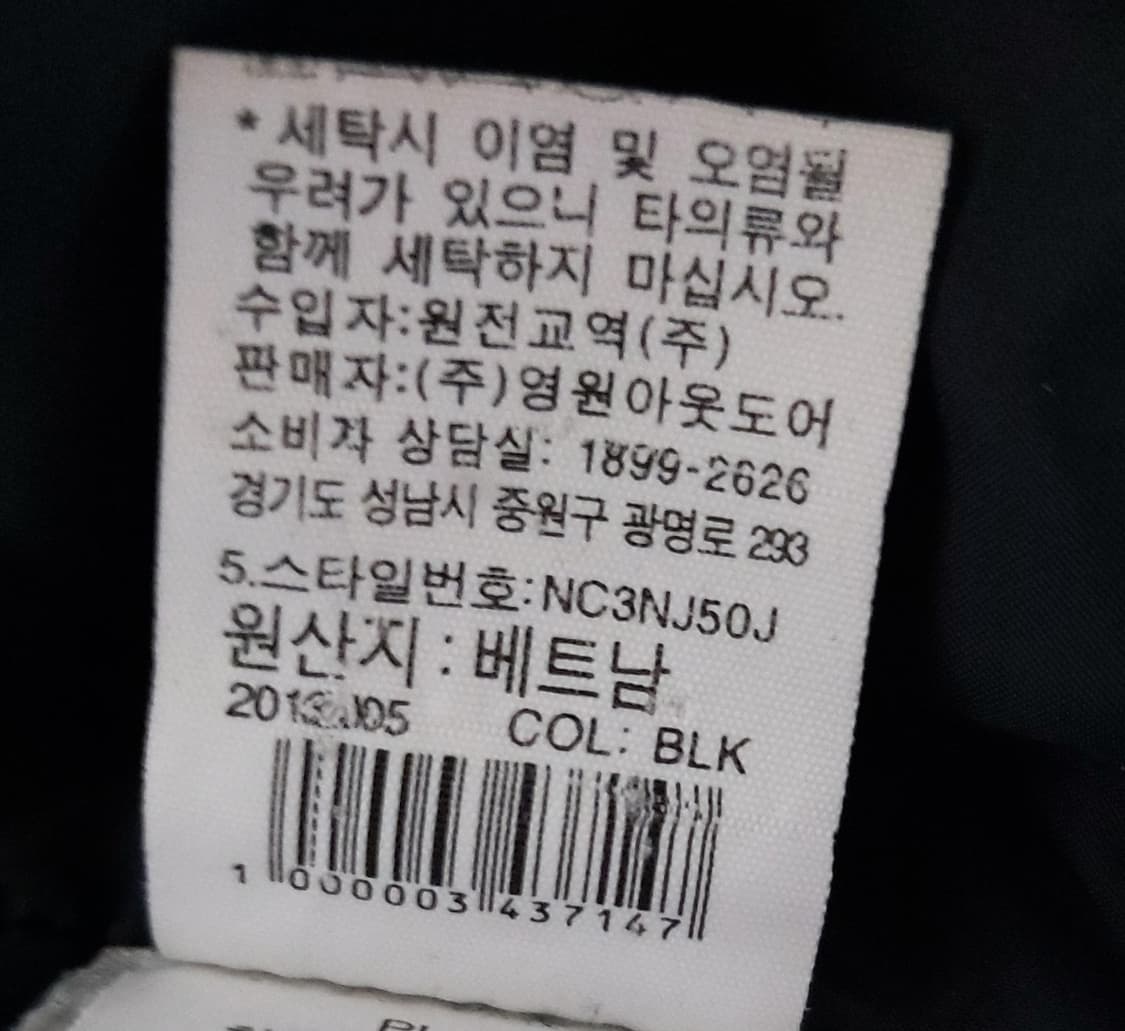 * 세탁시 이염 및 오염될
우려가 있으니 타의류와
함께 세탁하지 마십시오.
수입자:원전교역(주)
판매자:(주)영원아웃도어
소비자 상담실: 1899-2626
경기도 성남시 중원구 광명로 293
5.스타일번호:NC3NJ50J
원산지 : 베트남
COL: BLK
1 000003 437147